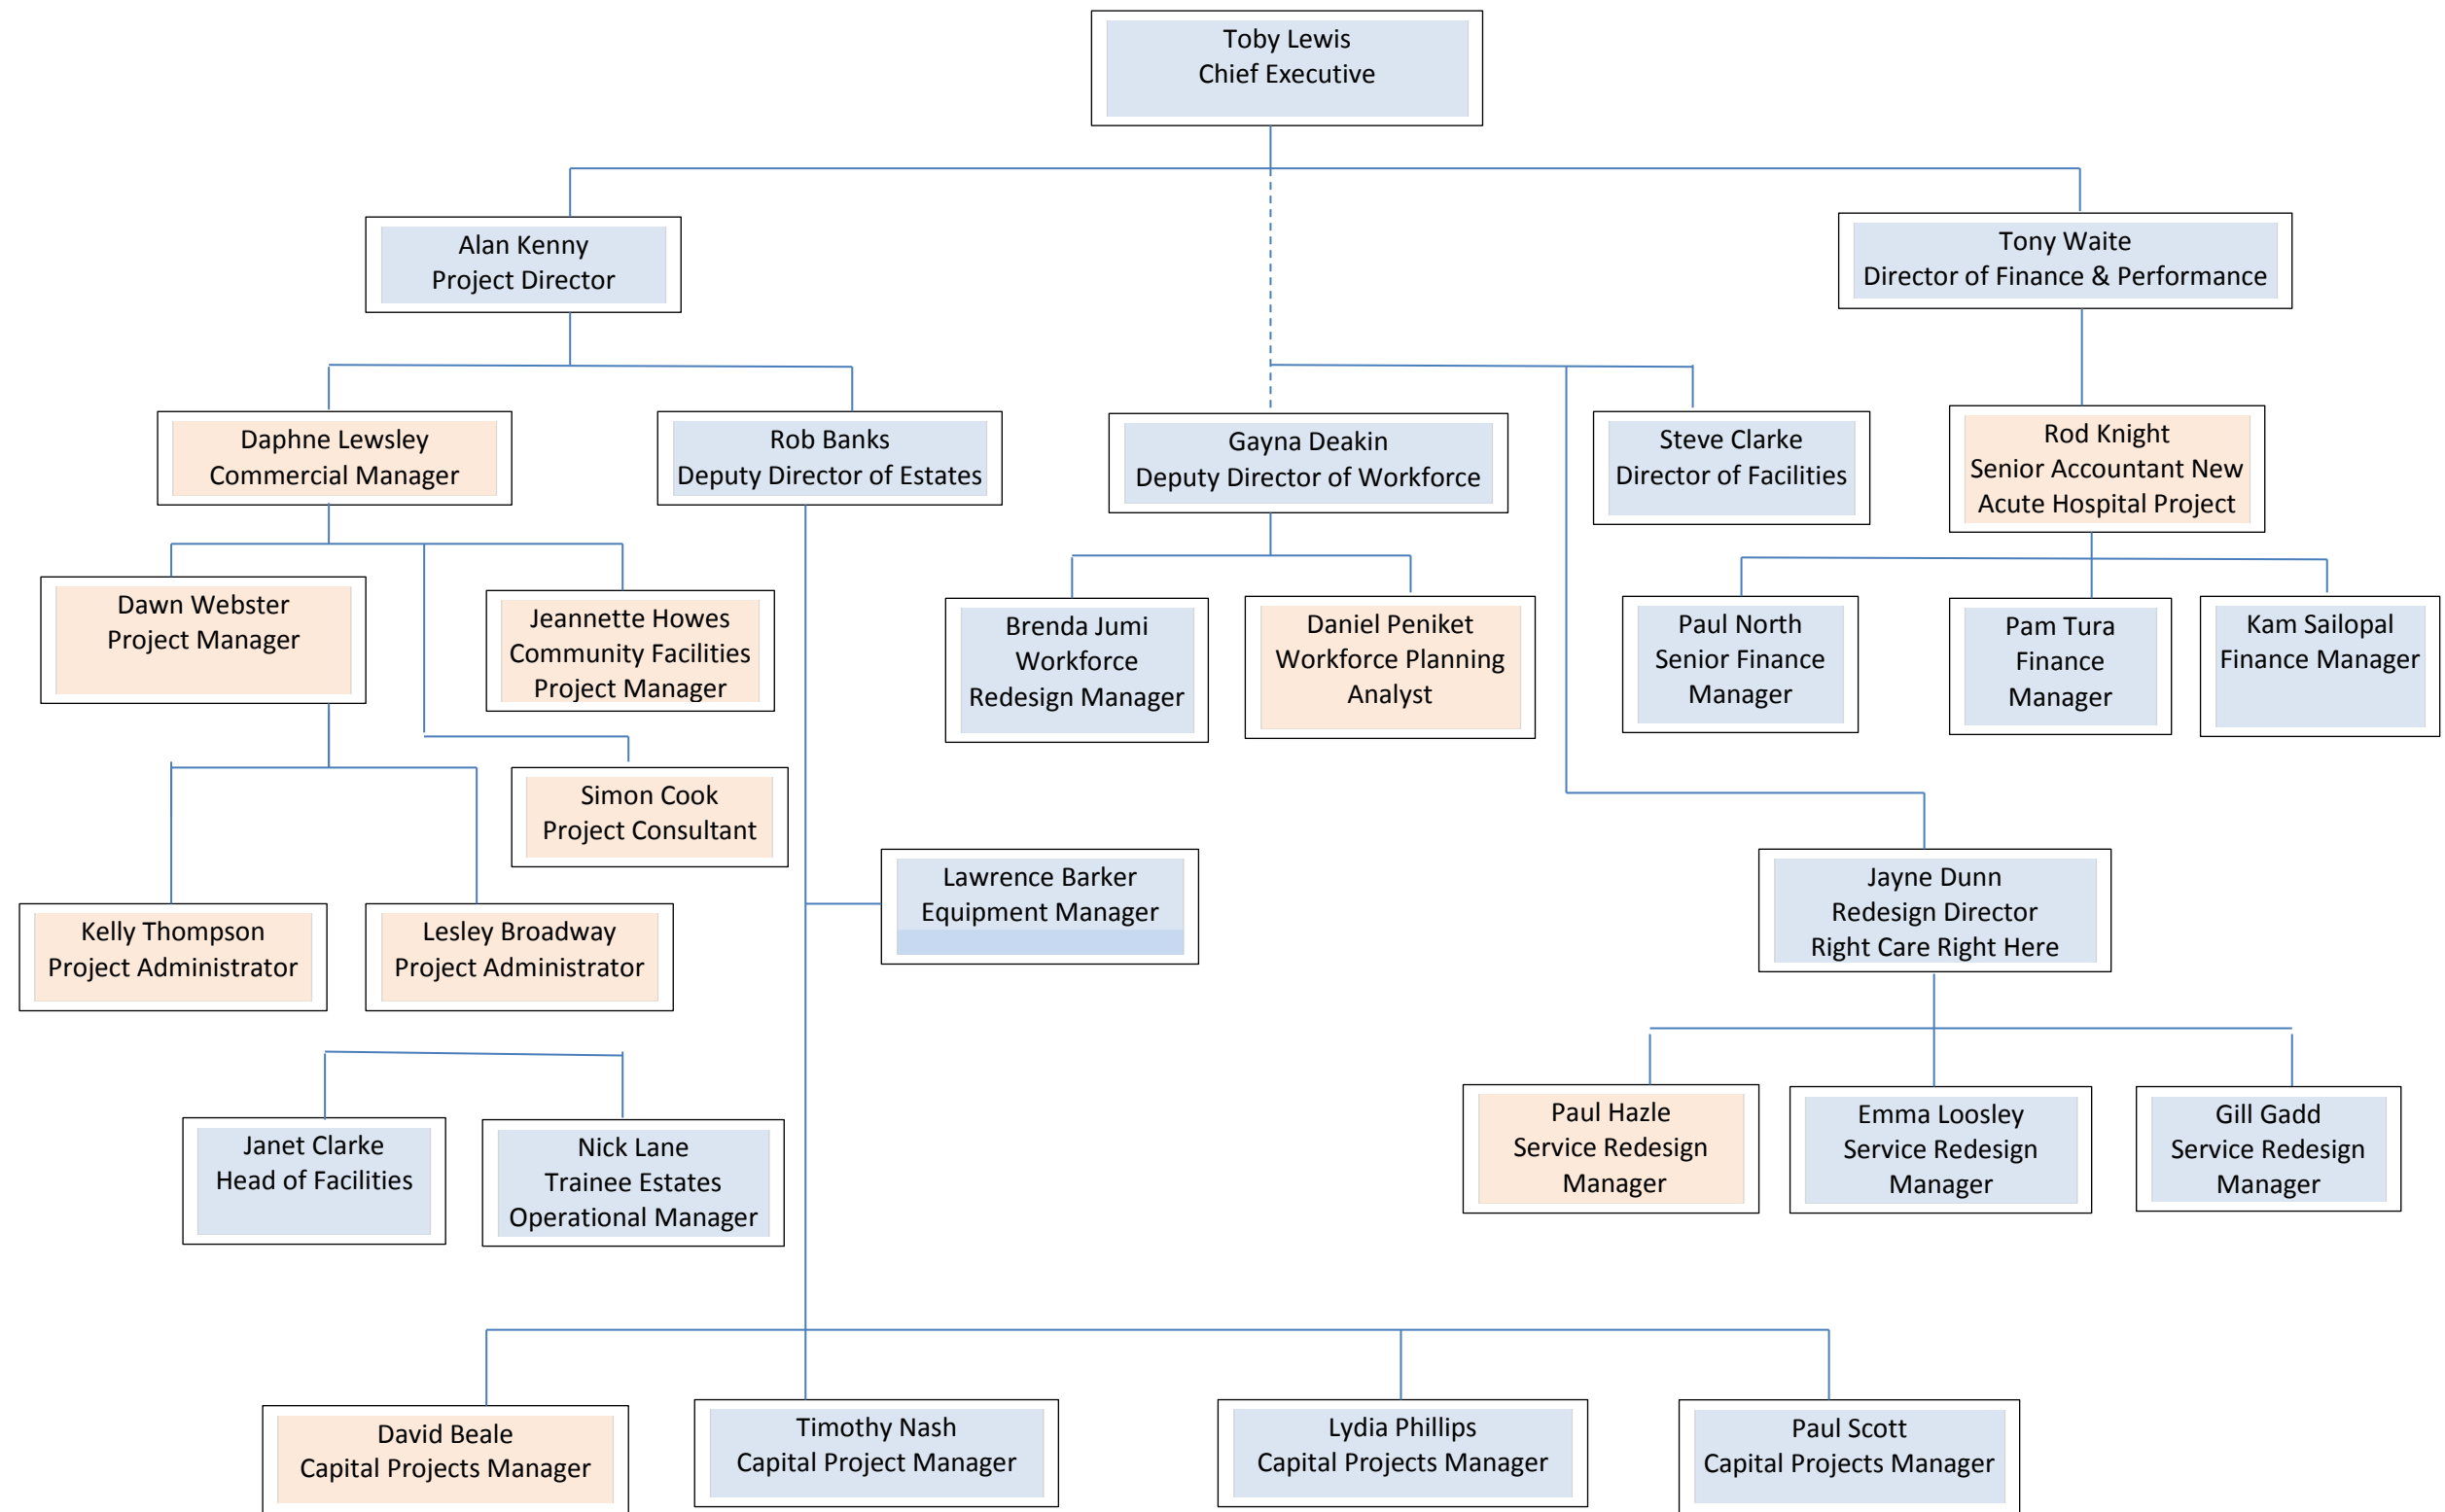 Toby Lewis
Chief Executive
Alan Kenny
Project Director
Tony Waite
Director of Finance & Performance
Daphne Lewsley
Commercial Manager
Rob Banks
Deputy Director of Estates
Gayna Deakin
Deputy Director of Workforce
Steve Clarke
Director of Facilities
Rod Knight
Senior Accountant New
Acute Hospital Project
Dawn Webster
Project Manager
Jeannette Howes
Community Facilities
Project Manager
Brenda Jumi
Workforce
Redesign Manager
Daniel Peniket
Workforce Planning
Analyst
Paul North
Senior Finance
Manager
Pam Tura
Finance
Manager
Kam Sailopal
Finance Manager
Simon Cook
Project Consultant
Lawrence Barker
Equipment Manager
Jayne Dunn
Redesign Director
Right Care Right Here
Kelly Thompson
Project Administrator
Lesley Broadway
Project Administrator
Janet Clarke
Head of Facilities
Nick Lane
Trainee Estates
Operational Manager
Paul Hazle
Service Redesign
Manager
Emma Loosley
Service Redesign
Manager
Gill Gadd
Service Redesign
Manager
David Beale
Capital Projects Manager
Timothy Nash
Capital Project Manager
Lydia Phillips
Capital Projects Manager
Paul Scott
Capital Projects Manager